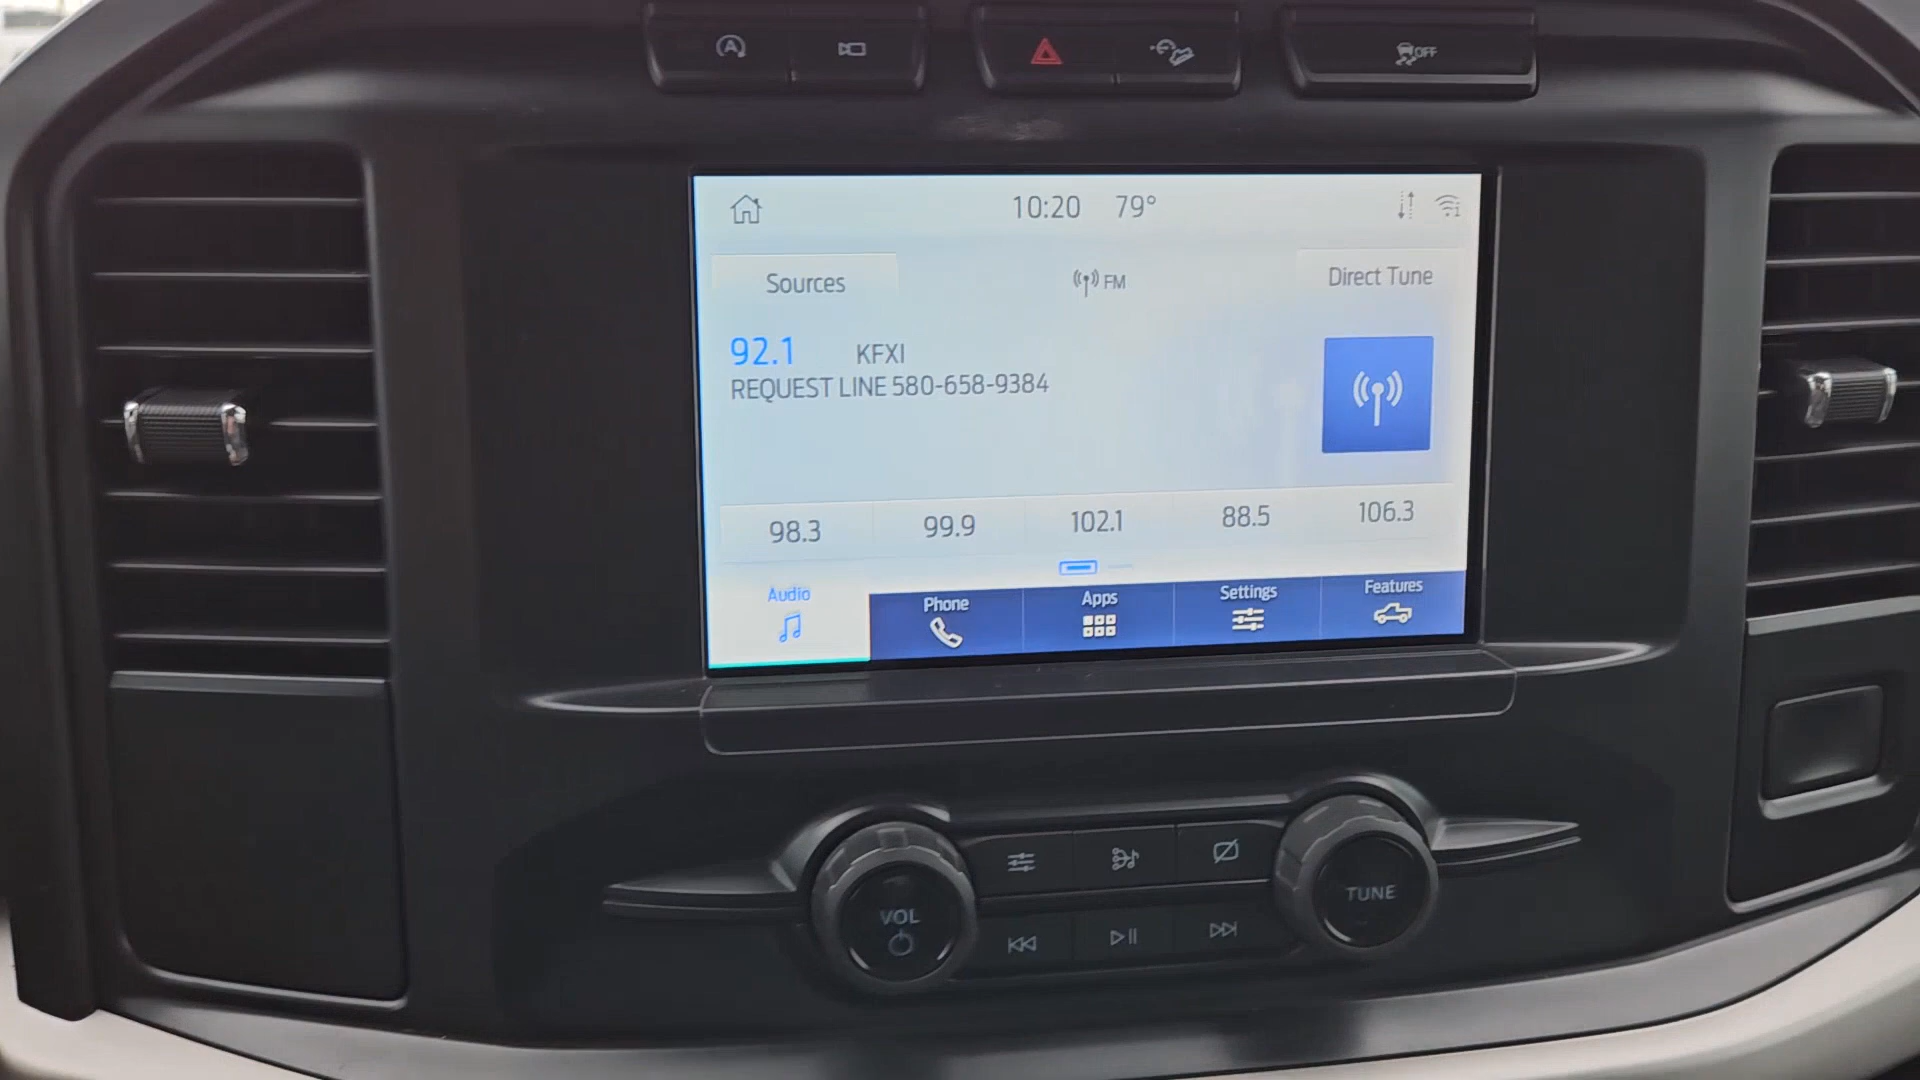 A
OFF
10:20 79°
1
Sources
FM
Direct Tune
92.1 KFXI
REQUEST LINE 580-658-9384
98.3 99.9 102.1 88.5 106.3
Audio Phone Apps Settings Features
VOL
TUNE